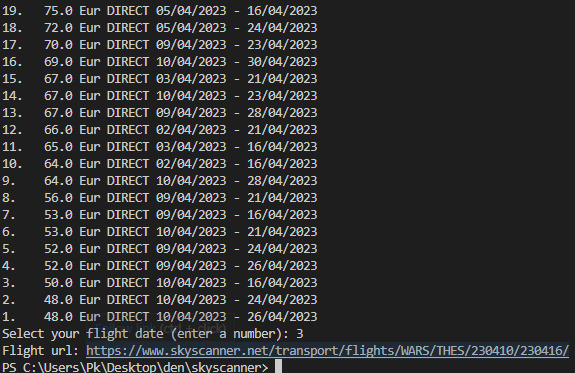 19. 75.0 Eur DIRECT 05/04/2023 - 16/04/2023
18. 72.0 Eur DIRECT 05/04/2023 - 24/04/2023
17. 70.0 Eur DIRECT 09/04/2023 - 23/04/2023
16. 69.0 Eur DIRECT 10/04/2023 - 30/04/2023
15. 67.0 Eur DIRECT 03/04/2023 - 21/04/2023
14. 67.0 Eur DIRECT 10/04/2023 - 23/04/2023
13. 67.0 Eur DIRECT 09/04/2023 - 28/04/2023
12. 66.0 Eur DIRECT 02/04/2023 - 21/04/2023
11. 65.0 Eur DIRECT 03/04/2023 - 16/04/2023
10. 64.0 Eur DIRECT 02/04/2023 - 16/04/2023
9. 64.0 Eur DIRECT 10/04/2023 - 28/04/2023
8. 56.0 Eur DIRECT 09/04/2023 - 21/04/2023
7. 53.0 Eur DIRECT 09/04/2023 - 16/04/2023
6. 53.0 Eur DIRECT 10/04/2023 - 21/04/2023
5. 52.0 Eur DIRECT 09/04/2023 - 24/04/2023
4. 52.0 Eur DIRECT 09/04/2023 - 26/04/2023
3. 50.0 Eur DIRECT 10/04/2023 - 16/04/2023
2. 48.0 Eur DIRECT 10/04/2023 - 24/04/2023
1. 48.0 Eur DIRECT 10/04/2023 - 26/04/2023
(ctrl + click)
Select your flight date (enter a number): 3
Flight url: https://www.skyscanner.net/transport/flights/WARS/THES/230410/230416/
PS C:\Users\Pk\Desktop\den\skyscanner>